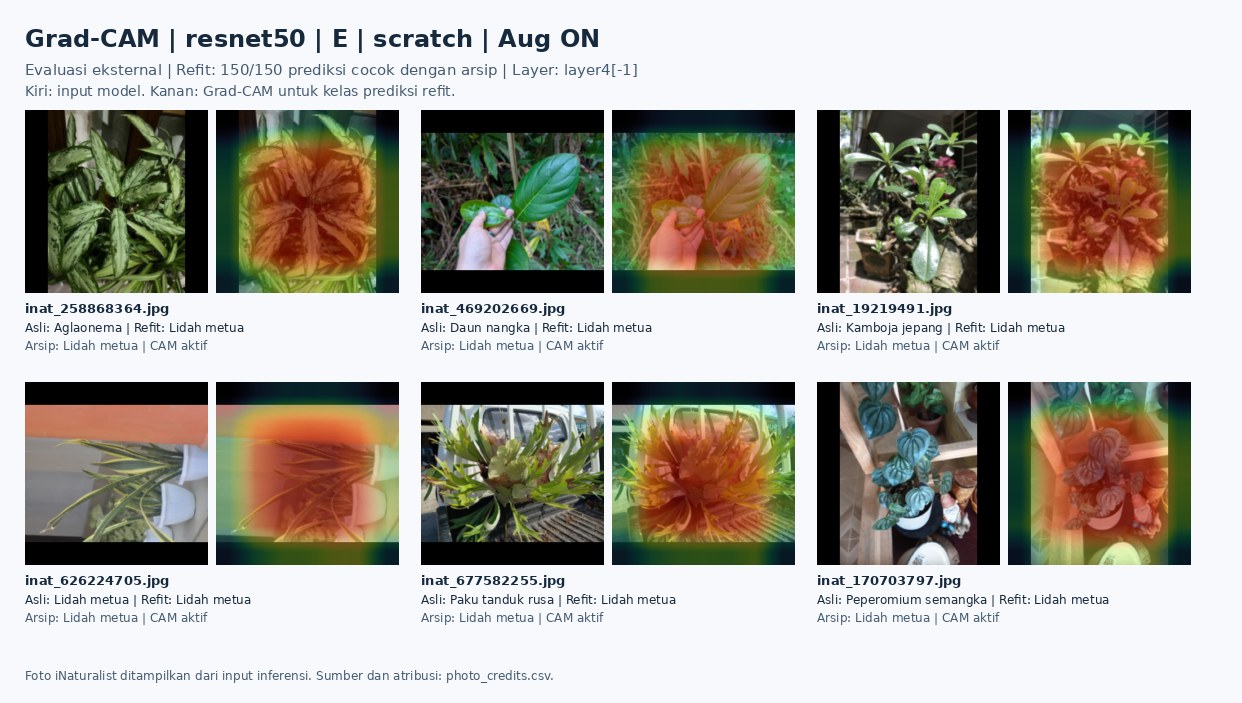 Grad-CAM | resnet50 | E | scratch | Aug ON
Evaluasi eksternal | Refit: 150/150 prediksi cocok dengan arsip | Layer: layer4[-1]
Kiri: input model. Kanan: Grad-CAM untuk kelas prediksi refit.
inat_258868364.jpg
Asli: Aglaonema | Refit: Lidah metua
Arsip: Lidah metua | CAM aktif
inat_469202669.jpg
Asli: Daun nangka | Refit: Lidah metua
Arsip: Lidah metua | CAM aktif
inat_19219491.jpg
Asli: Kamboja jepang | Refit: Lidah metua
Arsip: Lidah metua | CAM aktif
inat_626224705.jpg
Asli: Lidah metua | Refit: Lidah metua
Arsip: Lidah metua | CAM aktif
inat_677582255.jpg
Asli: Paku tanduk rusa | Refit: Lidah metua
Arsip: Lidah metua | CAM aktif
inat_170703797.jpg
Asli: Peperomium semangka | Refit: Lidah metua
Arsip: Lidah metua | CAM aktif
Foto iNaturalist ditampilkan dari input inferensi. Sumber dan atribusi: photo_credits.csv.